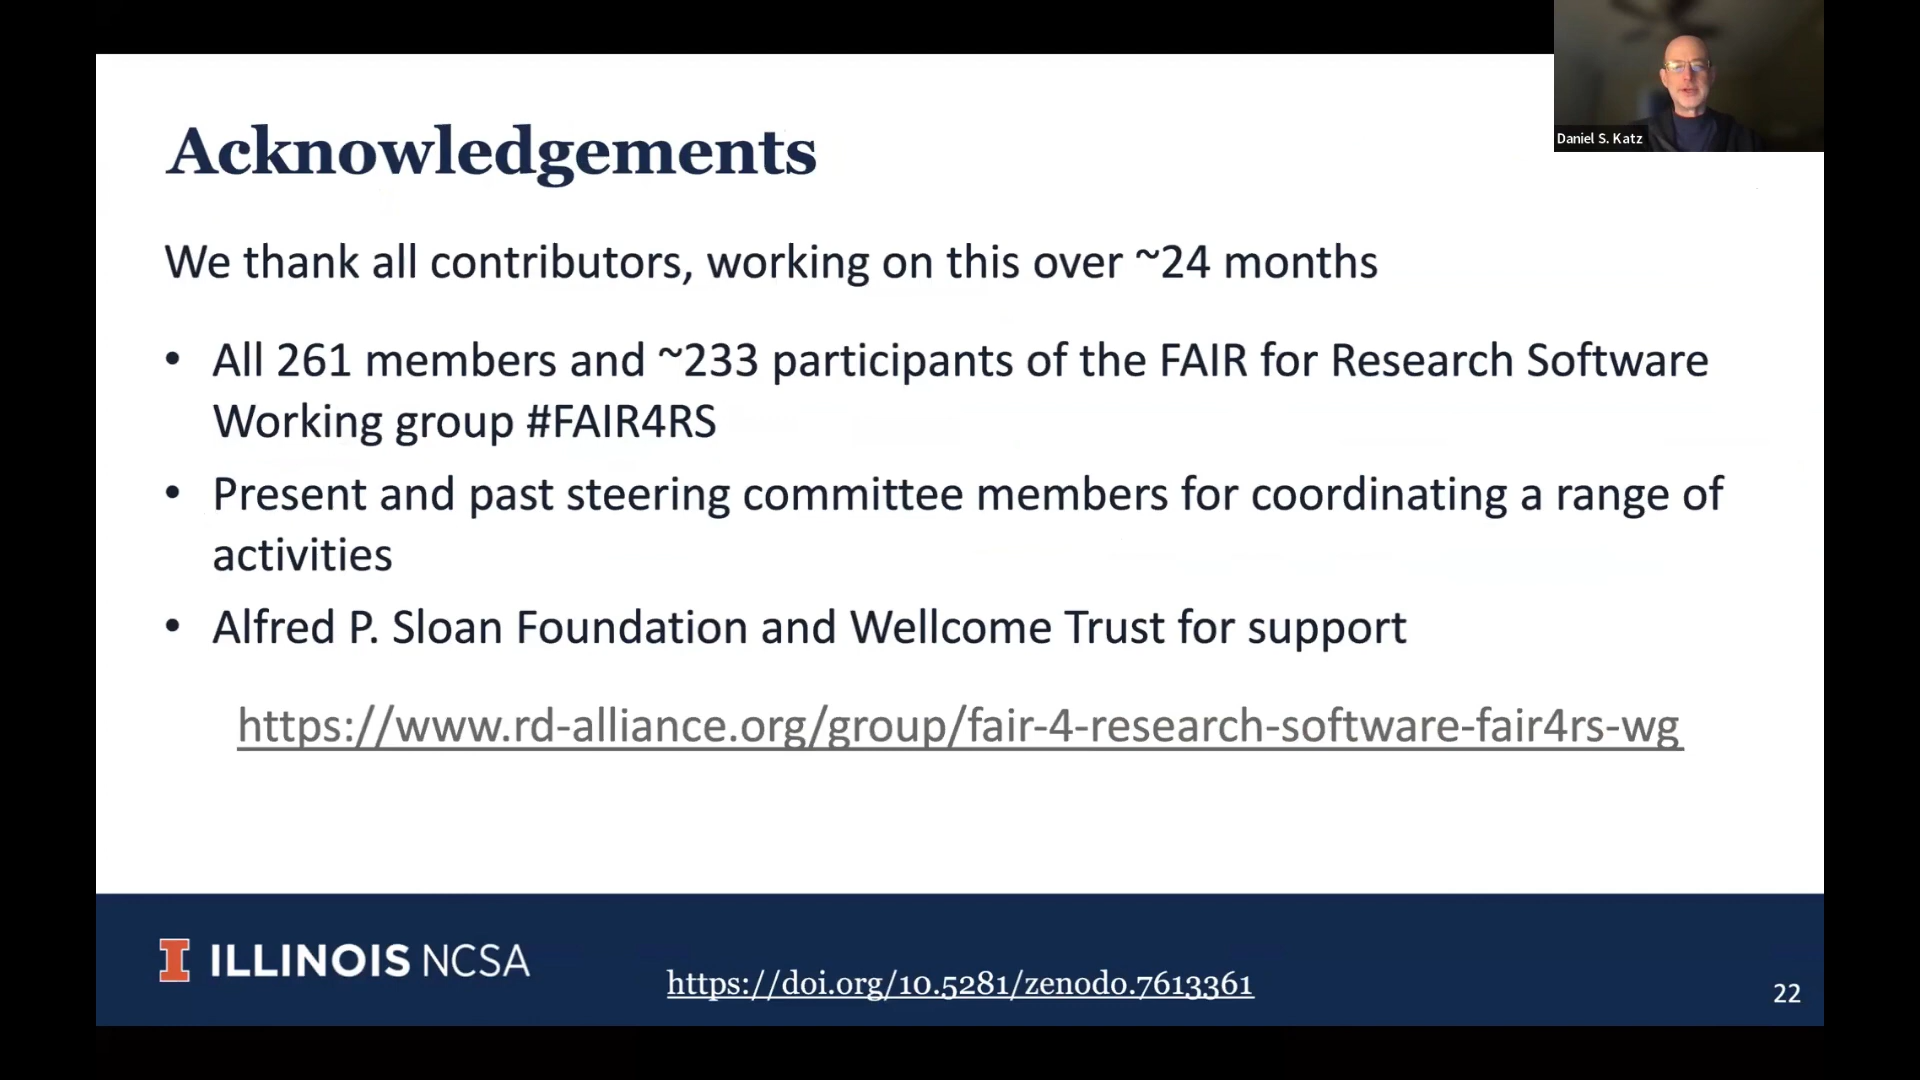 Daniel S. Katz
Acknowledgements
We thank all contributors, working on this over ~24 months
• All 261 members and ~233 participants of the FAIR for Research Software
Working group #FAIR4RS
• Present and past steering committee members for coordinating a range of
activities
• Alfred P. Sloan Foundation and Wellcome Trust for support
https://www.rd-alliance.org/group/fair-4-research-software-fair4rs-wg
I ILLINOIS NCSA
https://doi.org/10.5281/zenodo.7613361
22